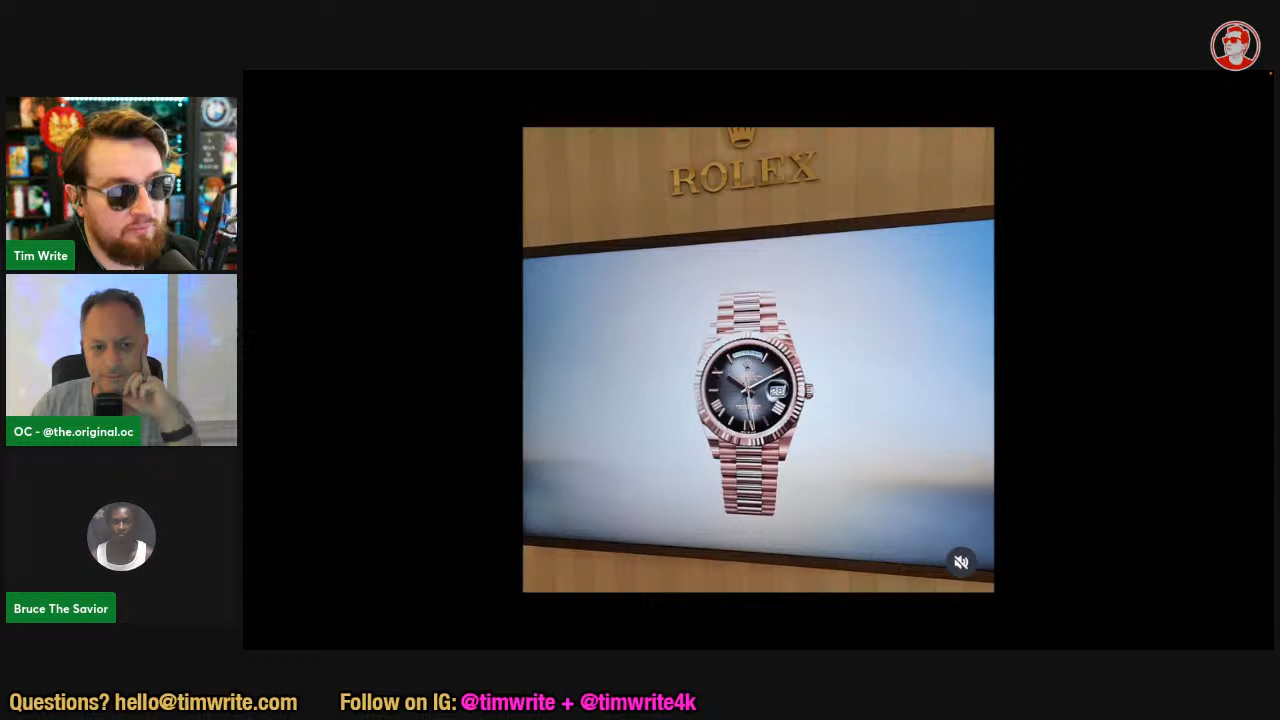 ROLEX
Tim Write
OC - @the.original.oc
28
Bruce The Savior
Questions? hello@timwrite.com
Follow on IG: @timwrite + @timwrite4k